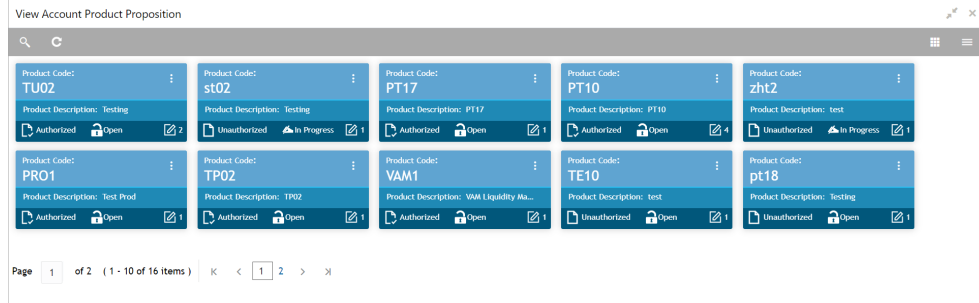 View Account Product Proposition
Product Code: Product Code: Product Code: Product Code: Product Code:
TU02 st02 PT17 PT10 zht2
Product Description: Testing Product Description: Testing Product Description: PT17 Product Description: PT10 Product Description: test
Authorized Open 2 Unauthorized In Progress 1 Authorized Open 1 Authorized Open 4 Unauthorized In Progress 1
Product Code: Product Code: Product Code: Product Code: Product Code:
PRO1 TP02 VAM1 TE10 pt18
Product Description: Test Prod Product Description: TP02 Product Description: VAM Liquidity Ma... Product Description: test Product Description: Testing
Authorized Open 1 Authorized Open 1 Authorized Open 1 Unauthorized Open 1 Unauthorized Open 1
Page 1 of 2 ( 1 - 10 of 16 items ) 1 2